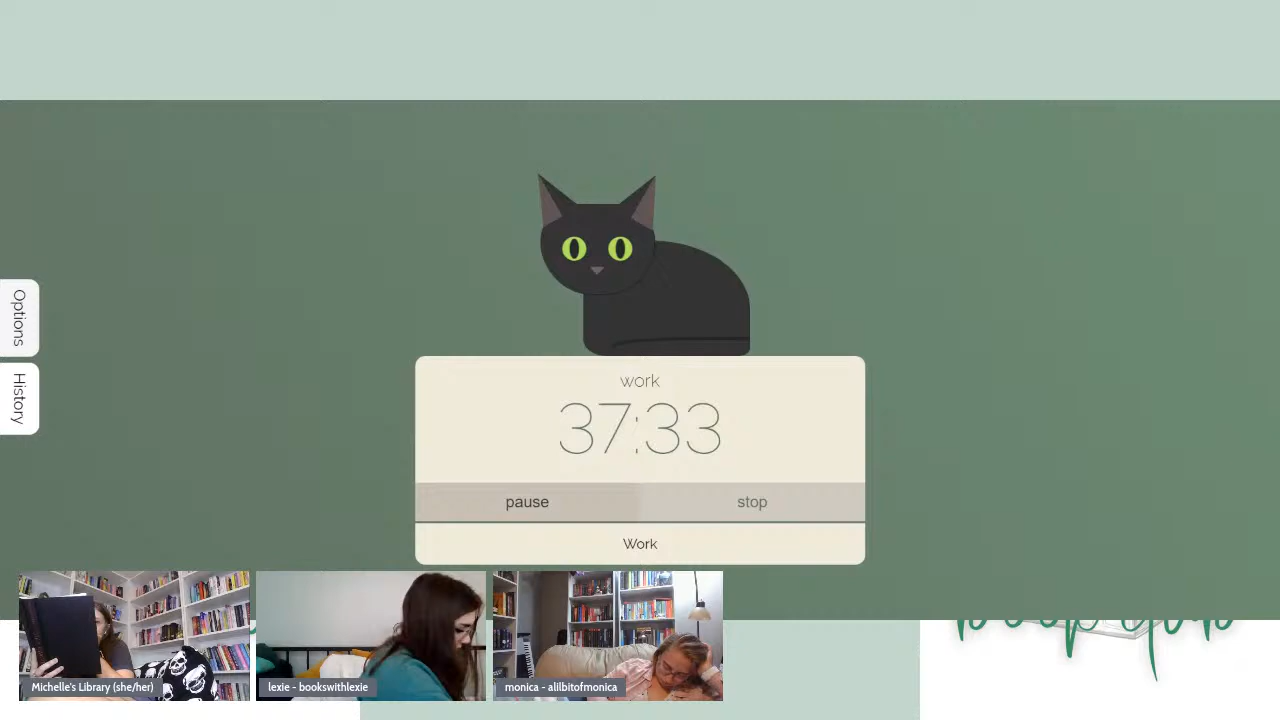 Options
History
work
37:33
pause
stop
Work
Michelle's Library (she/her)
lexie - bookswithlexie
monica - alilbitofmonica